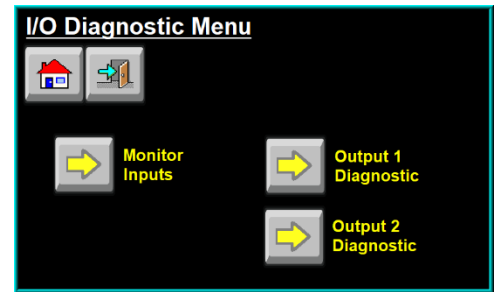 I/O Diagnostic Menu
Monitor
Inputs
Output 1
Diagnostic
Output 2
Diagnostic